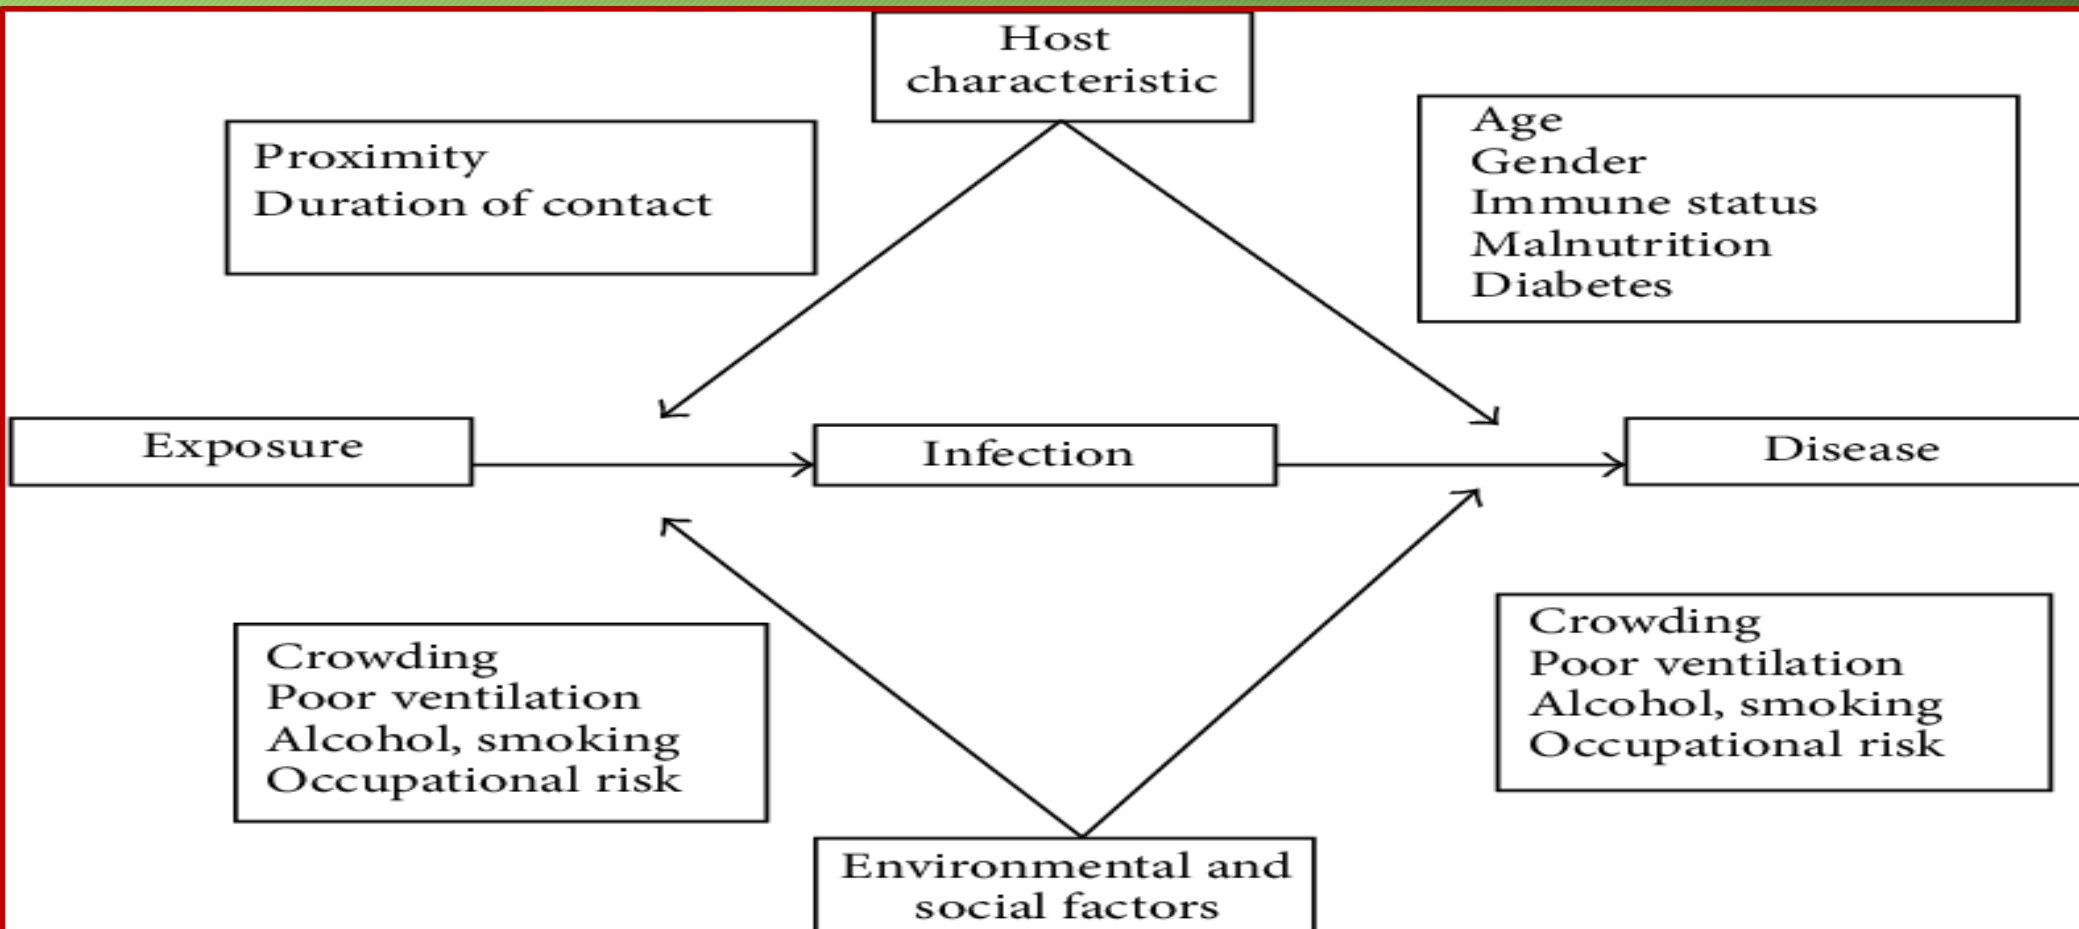 Host
characteristic
Proximity
Duration of contact
Age
Gender
Immune status
Malnutrition
Diabetes
Exposure
Infection
Disease
Crowding
Poor ventilation
Alcohol, smoking
Occupational risk
Crowding
Poor ventilation
Alcohol, smoking
Occupational risk
Environmental and
social factors